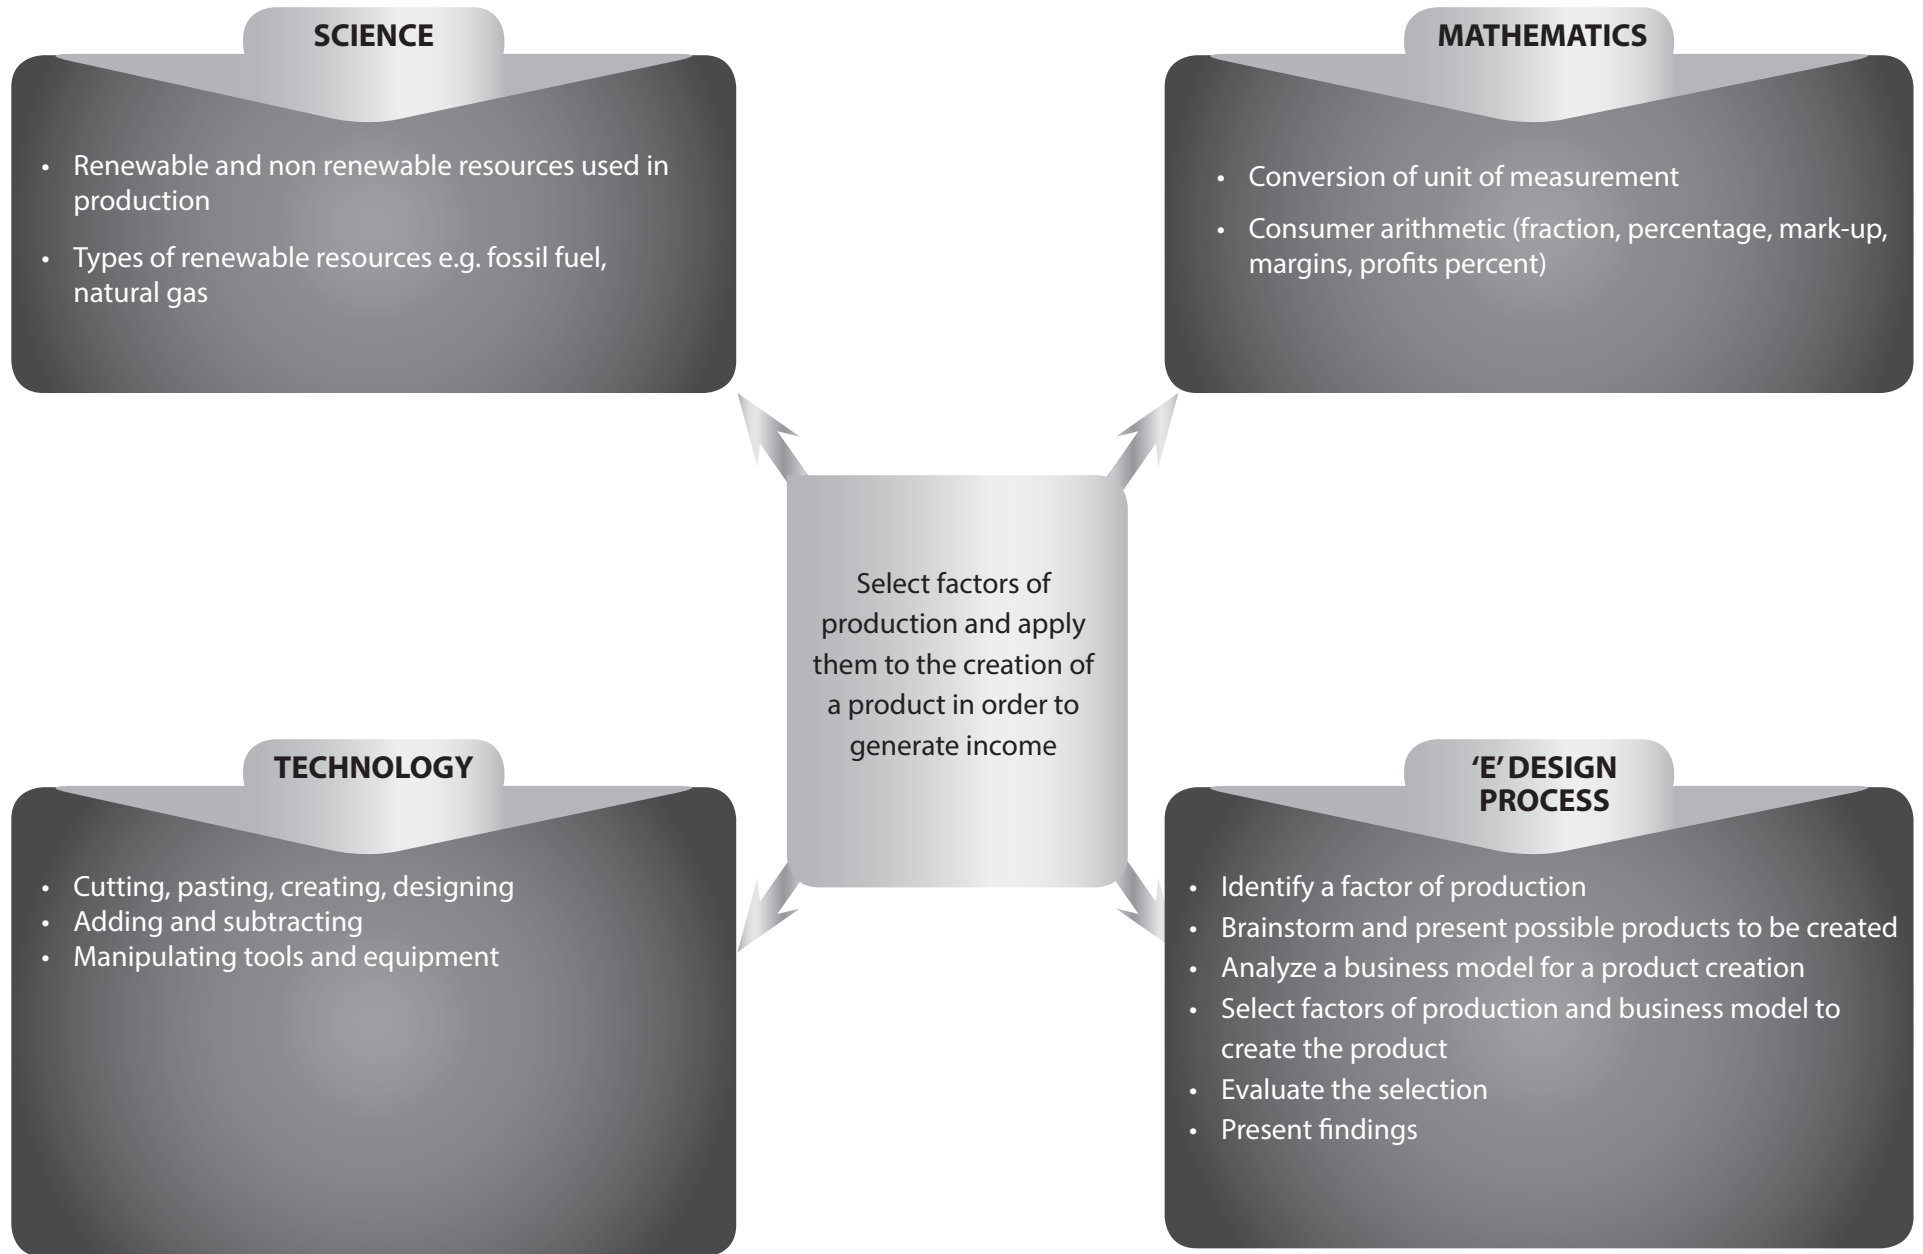 SCIENCE
• Renewable and non renewable resources used in
production
• Types of renewable resources e.g. fossil fuel,
natural gas
MATHEMATICS
• Conversion of unit of measurement
• Consumer arithmetic (fraction, percentage, mark-up,
margins, profits percent)
Select factors of
production and apply
them to the creation of
a product in order to
generate income
TECHNOLOGY
• Cutting, pasting, creating, designing
• Adding and subtracting
• Manipulating tools and equipment
‘E’ DESIGN
PROCESS
• Identify a factor of production
• Brainstorm and present possible products to be created
• Analyze a business model for a product creation
• Select factors of production and business model to
create the product
• Evaluate the selection
• Present findings